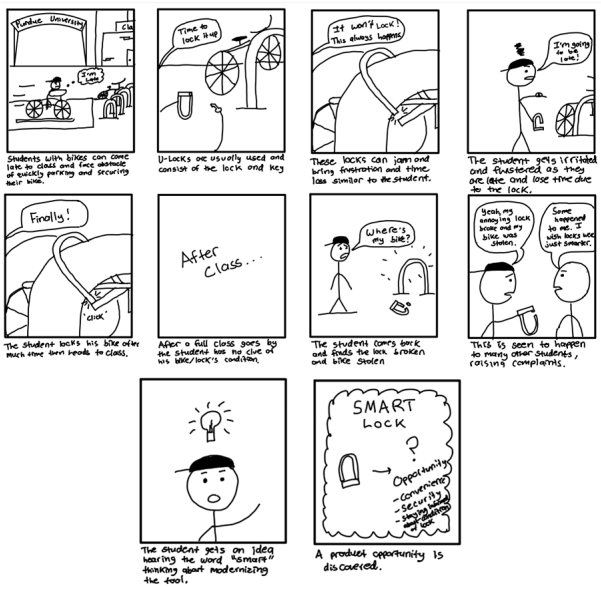 Purdue University
Cla
I'm
late
Students with bikes can come
late to class and face obstacle
of quickly parking and securing
their bike.
Time to
lock it up
U-Locks are usually used and
consist of the lock and key
It won't Lock!
This always happens
These locks can jam and
bring frustration and time
loss similar to the student.
I'm going
to be
late!
The student gets irritated
and flustered as they
are late and lose time due
to the lock.
Finally!
"click"
The student locks his bike after
much time then heads to class.
After
Class...
After a full class goes by
the student has no clue of
his bike/lock's condition.
Where's
my bike?
The student comes back
and finds the lock broken
and bike stolen
Yeah, my
annoying lock
broke and my
bike was
stolen.
Same
happened
to me. I
wish locks were
just smarter.
This is seen to happen
to many other students,
raising complaints.
The student gets an idea
hearing the word "smart"
thinking about modernizing
the tool.
SMART
LOCK
?
Opportunity
- convenience
- security
- staying informed
about condition
of lock
A product opportunity is
discovered.